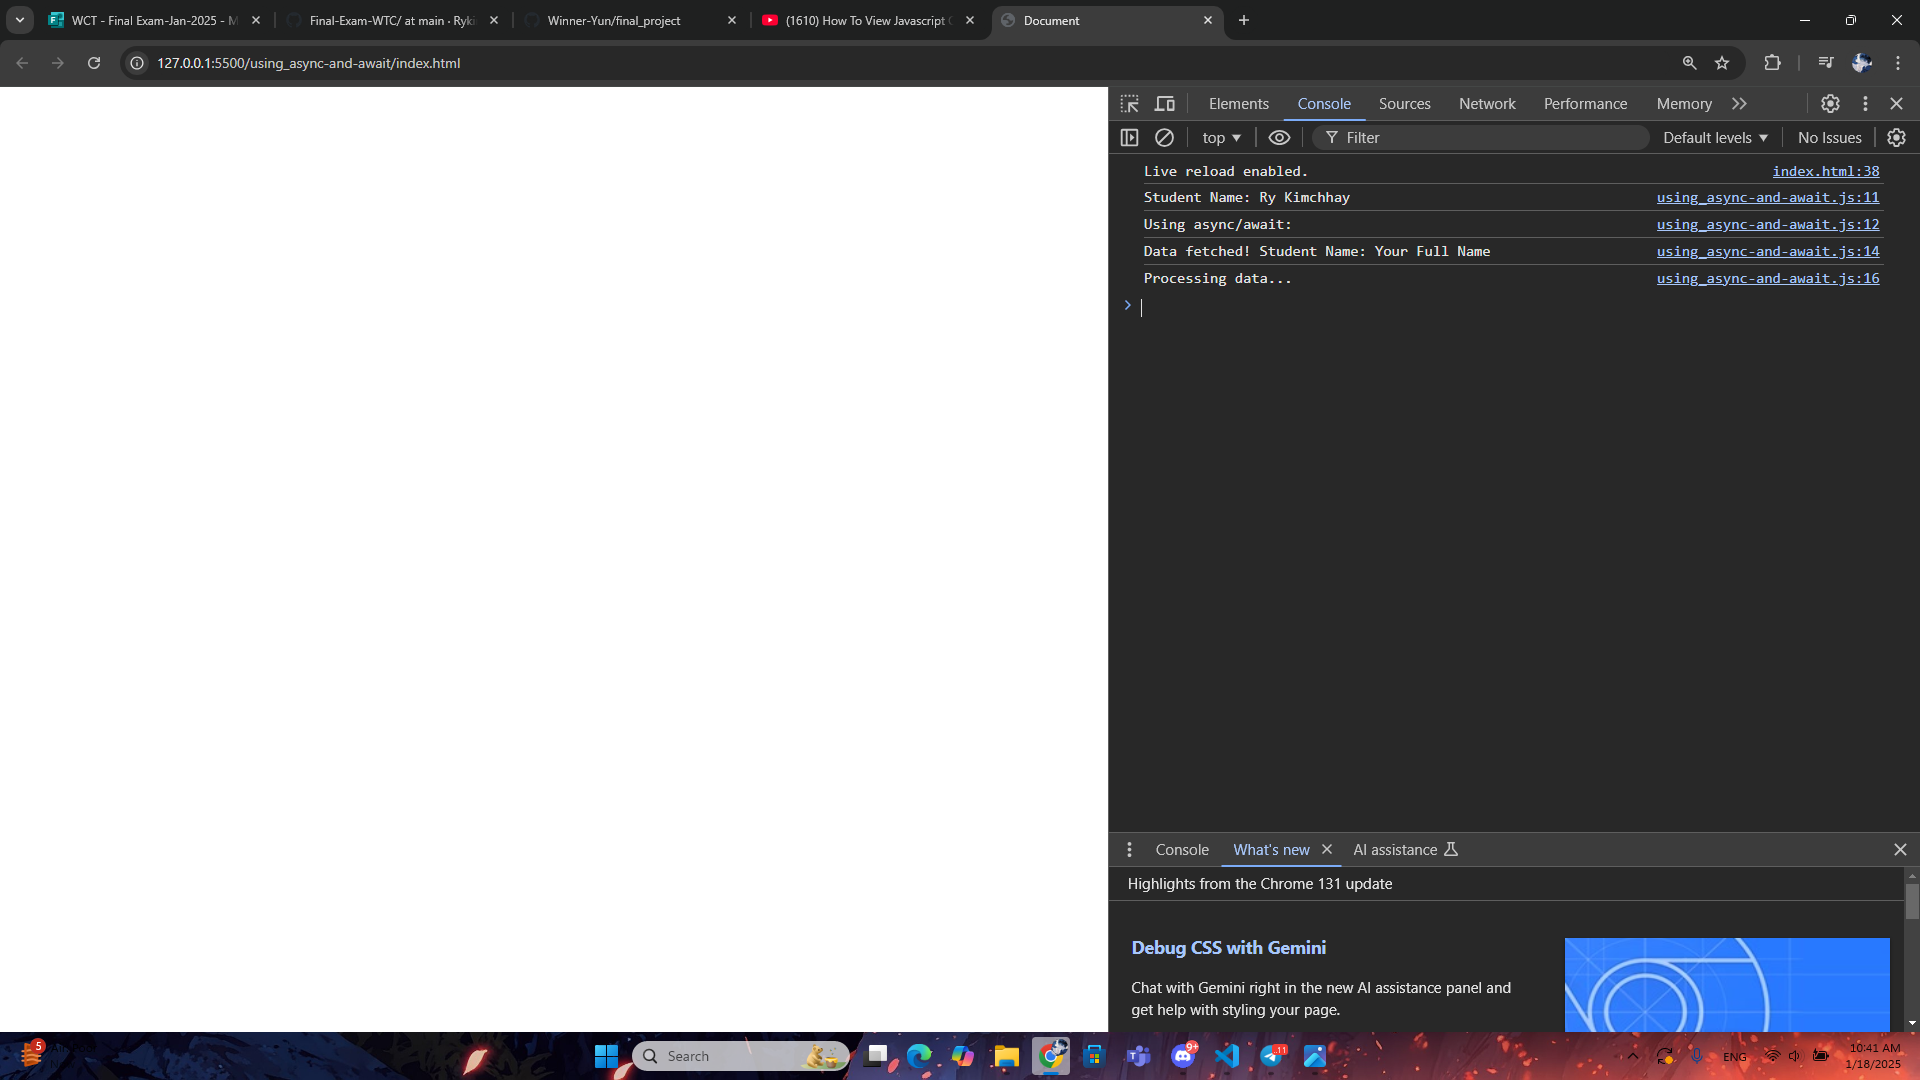 WCT - Final Exam-Jan-2025 - M
Final-Exam-WTC/ at main · Ryki
Winner-Yun/final_project
(1610) How To View Javascript C
Document
127.0.0.1:5500/using_async-and-await/index.html
Elements
Console
Sources
Network
Performance
Memory
top
Filter
Default levels
No Issues
Live reload enabled. index.html:38
Student Name: Ry Kimchhay using_async-and-await.js:11
Using async/await: using_async-and-await.js:12
Data fetched! Student Name: Your Full Name using_async-and-await.js:14
Processing data... using_async-and-await.js:16
Console
What's new
AI assistance
Highlights from the Chrome 131 update
Debug CSS with Gemini
Chat with Gemini right in the new AI assistance panel and
get help with styling your page.
5
Search
9+
.11
ENG
10:41 AM
1/18/2025